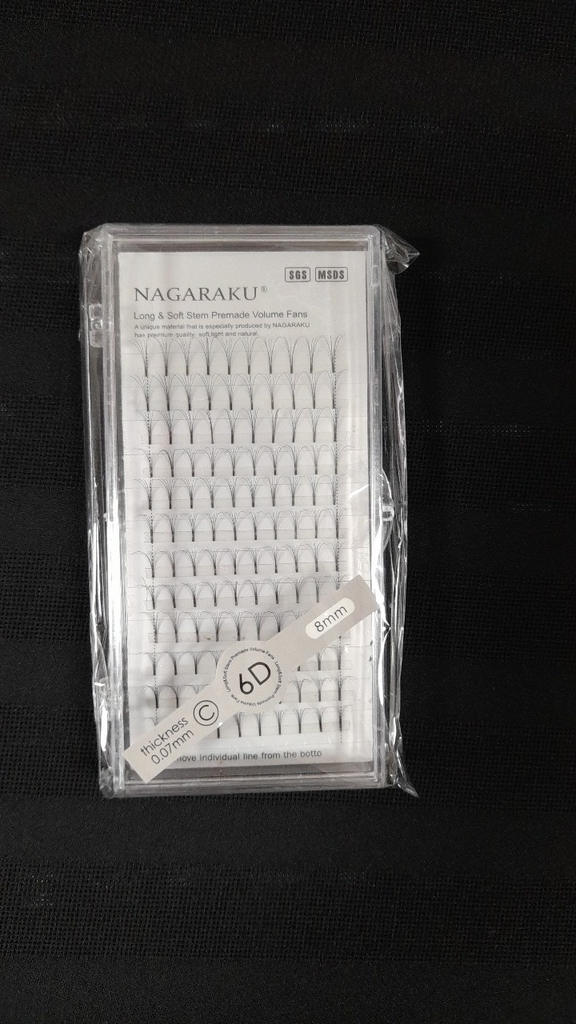 SGS MSDS
NAGARAKU®
Long & Soft Stem Premade Volume Fans
A unique material that is especially produced by NAGARAKU
has premium quality, soft light and natural.
8mm
6D
C
thickness
0.07mm
move individual line from the botto